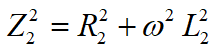 Z₂² = R₂² + ω² L₂²